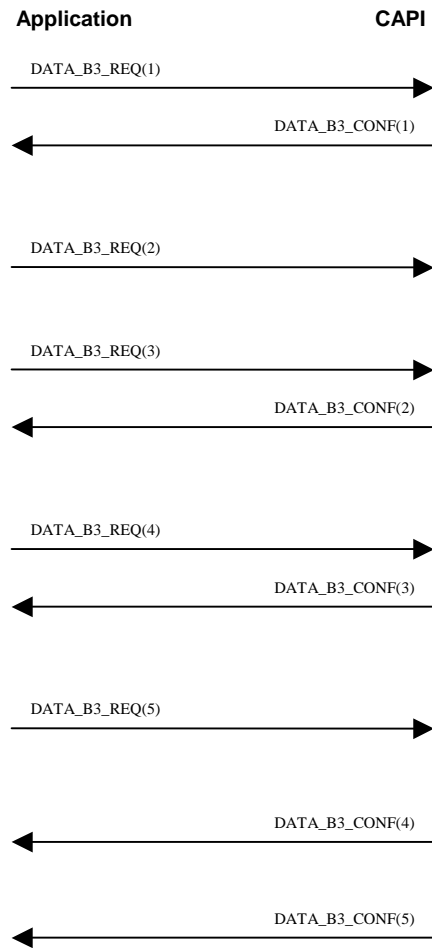 Application CAPI
DATA_B3_REQ(1)
DATA_B3_CONF(1)
DATA_B3_REQ(2)
DATA_B3_REQ(3)
DATA_B3_CONF(2)
DATA_B3_REQ(4)
DATA_B3_CONF(3)
DATA_B3_REQ(5)
DATA_B3_CONF(4)
DATA_B3_CONF(5)